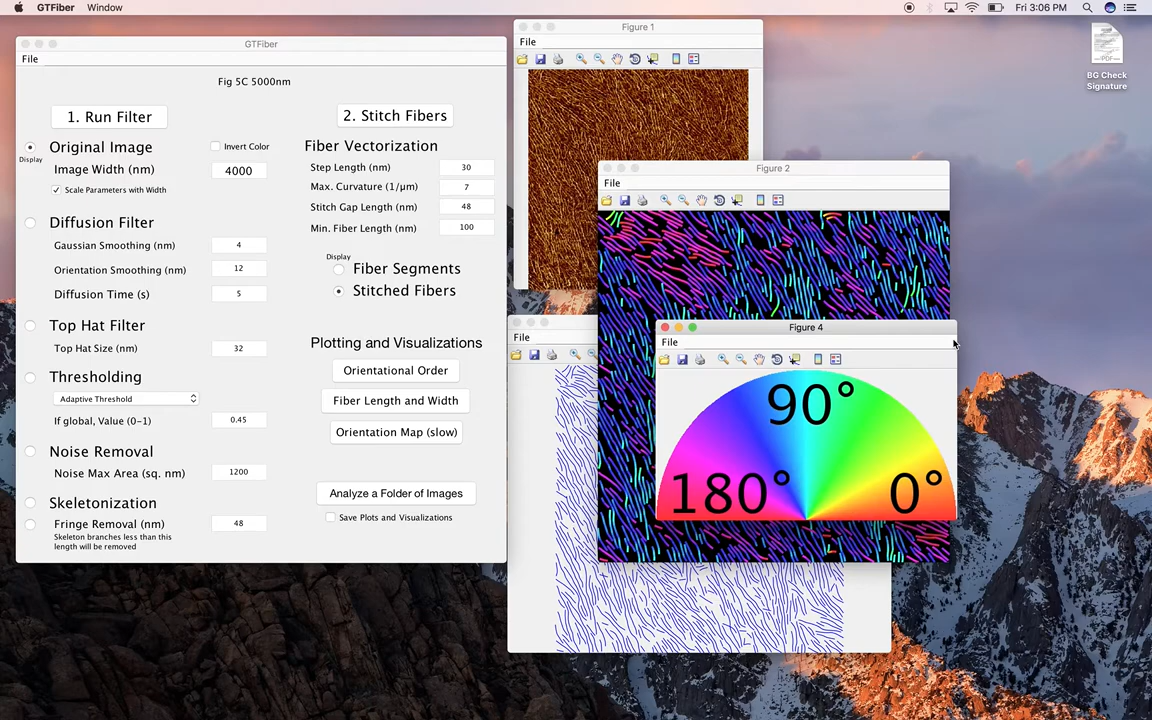 GTFiber Window
Fri 3:06 PM
GTFiber
File
Fig 5C 5000nm
1. Run Filter
Display
Original Image
Invert Color
Image Width (nm) 4000
Scale Parameters with Width
Diffusion Filter
Gaussian Smoothing (nm) 4
Orientation Smoothing (nm) 12
Diffusion Time (s) 5
Top Hat Filter
Top Hat Size (nm) 32
Thresholding
Adaptive Threshold
If global, Value (0-1) 0.45
Noise Removal
Noise Max Area (sq. nm) 1200
Skeletonization
Fringe Removal (nm) 48
Skeleton branches less than this
length will be removed
2. Stitch Fibers
Fiber Vectorization
Step Length (nm) 30
Max. Curvature (1/μm) 7
Stitch Gap Length (nm) 48
Min. Fiber Length (nm) 100
Display
Fiber Segments
Stitched Fibers
Plotting and Visualizations
Orientational Order
Fiber Length and Width
Orientation Map (slow)
Analyze a Folder of Images
Save Plots and Visualizations
Figure 1
File
Figure 2
File
File
Figure 4
File
90°
180° 0°
PDF
BG Check
Signature